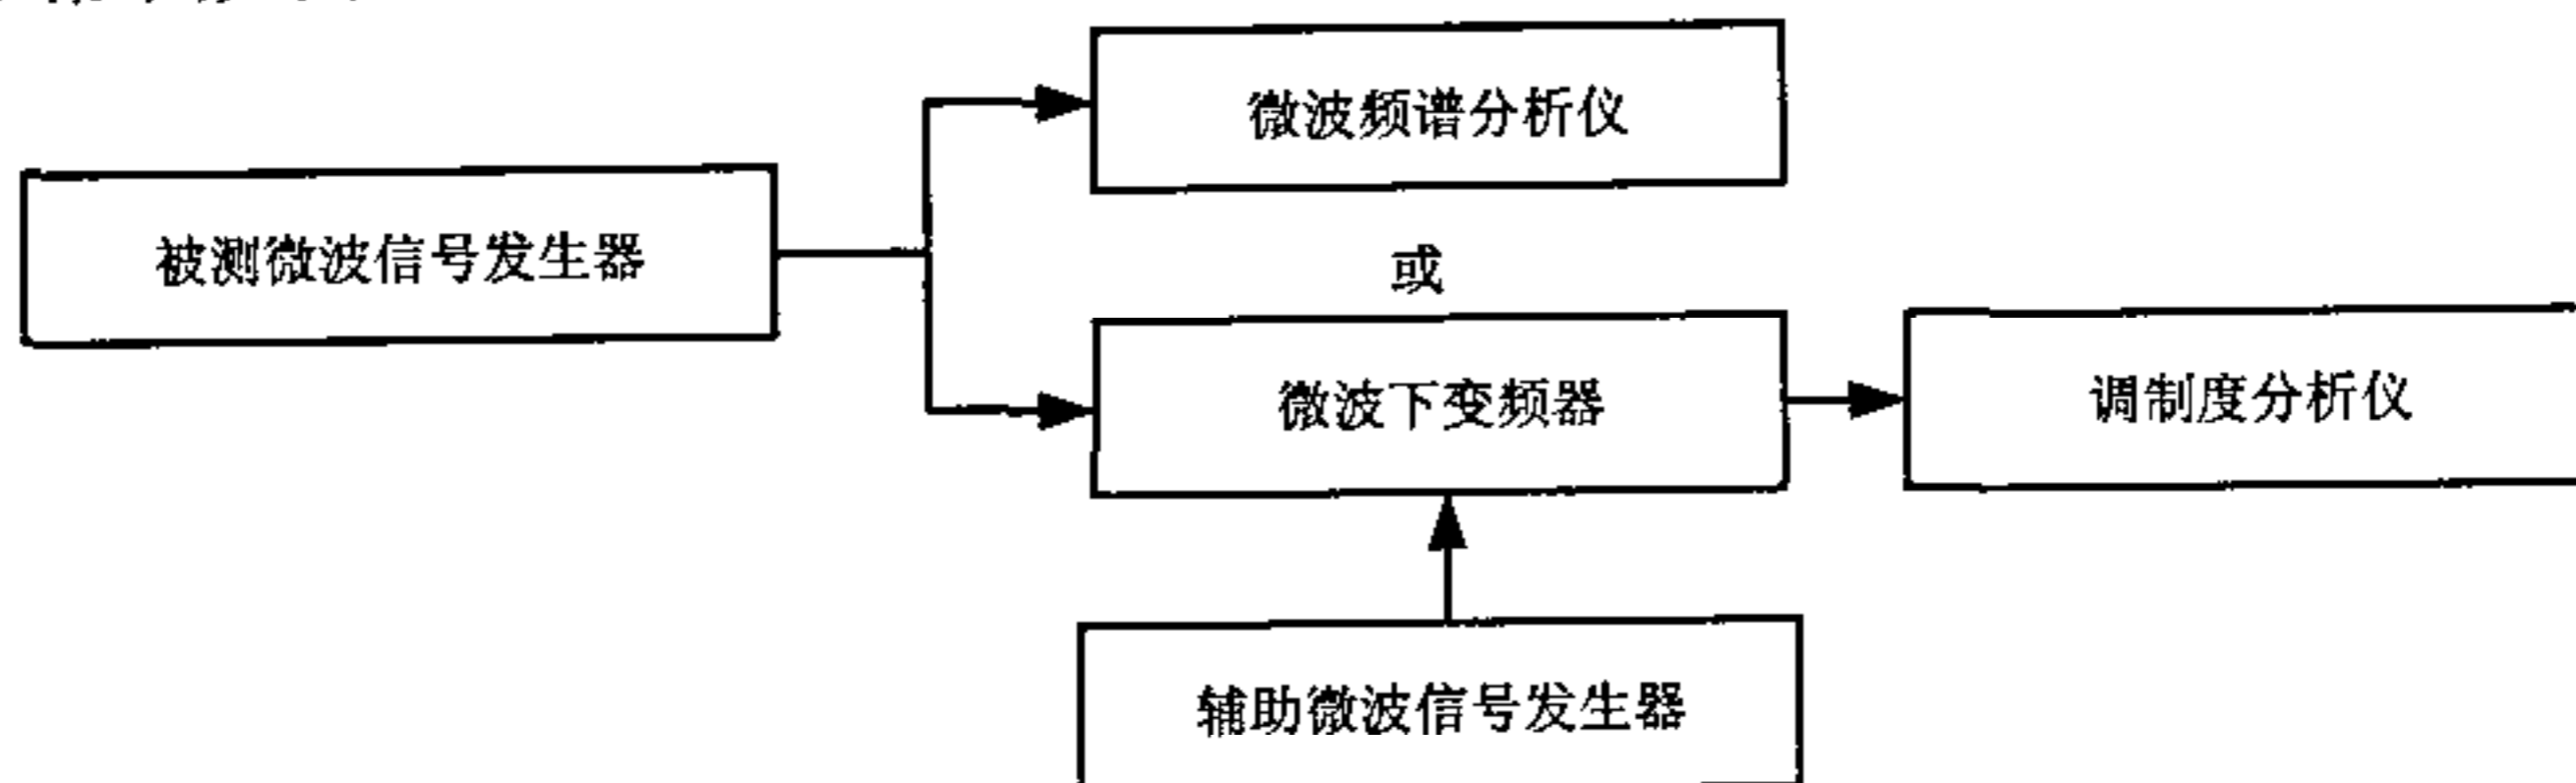 微波频谱分析仪
被测微波信号发生器
或
微波下变频器
调制度分析仪
辅助微波信号发生器